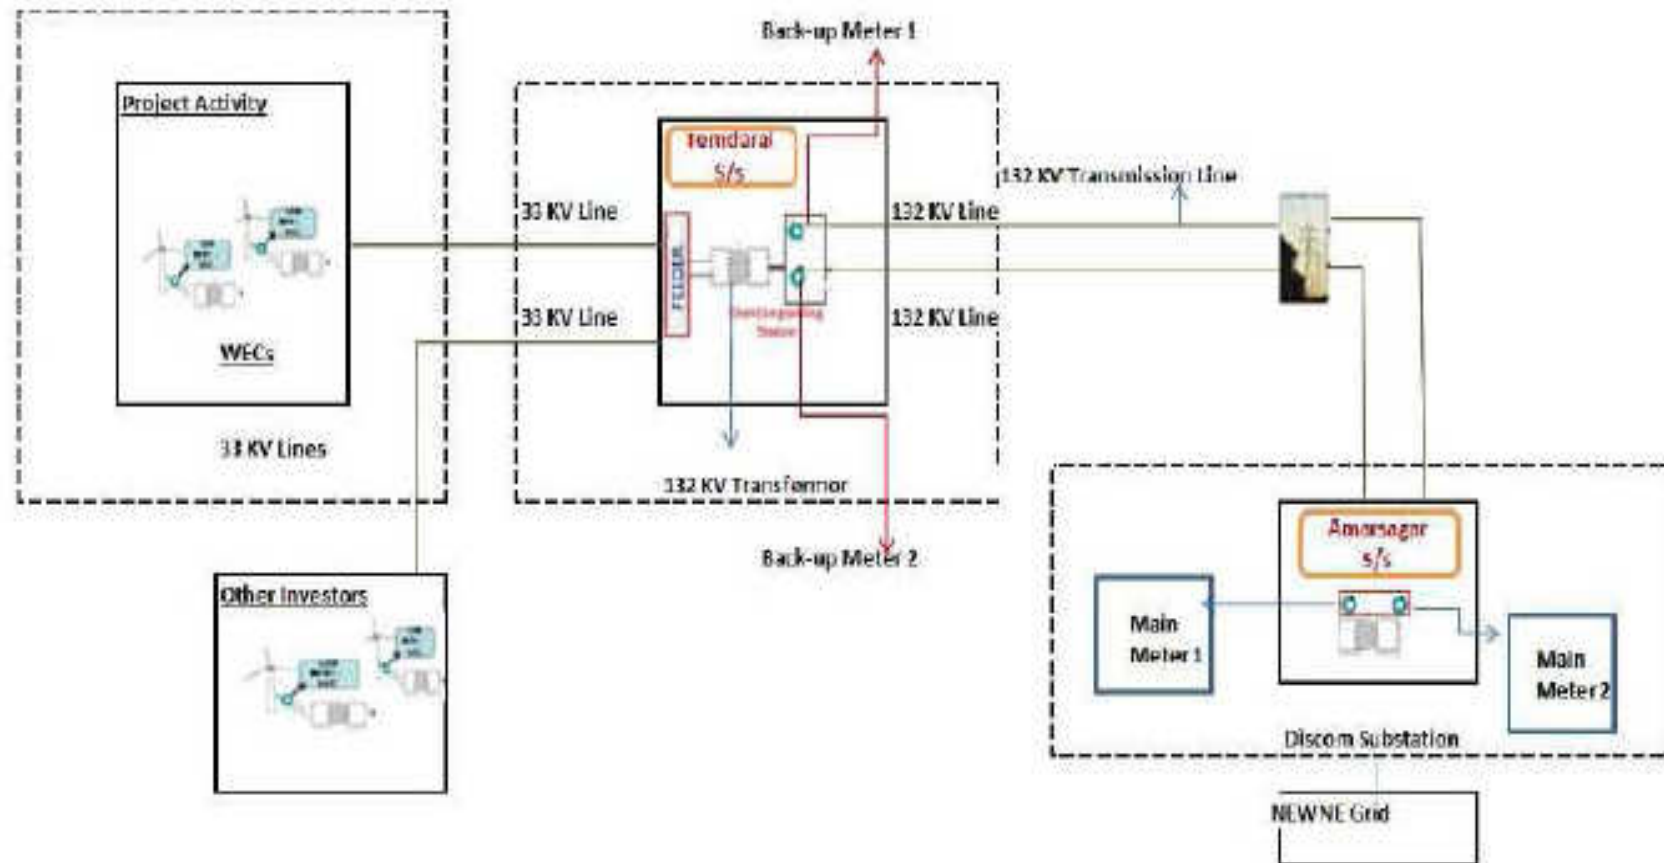 Back-up Meter 1
Project Activity
Temdarai
S/s
132 KV Transmission Line
33 KV Line
132 KV Line
FEEDER
33 KV Line
132 KV Line
WECs
33 KV Lines
132 KV Transfermor
Back-up Meter 2
Amarsagar
S/s
Other Investors
Main
Meter 1
Main
Meter 2
Discom Substation
NEWNE Grid